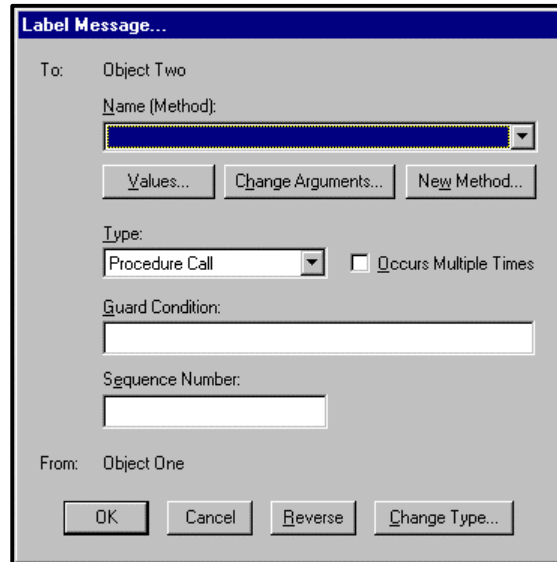 Label Message...
To: Object Two
Name (Method):
Values... Change Arguments... New Method...
Type:
Procedure Call Occurs Multiple Times
Guard Condition:
Sequence Number:
From: Object One
OK Cancel Reverse Change Type...